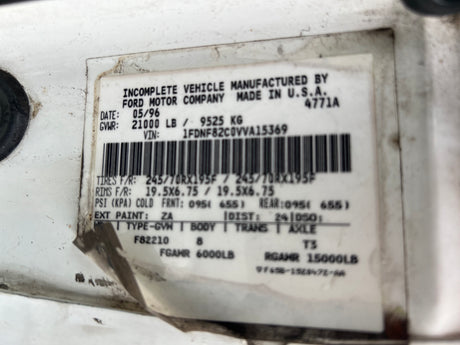 INCOMPLETE VEHICLE MANUFACTURED BY
FORD MOTOR COMPANY MADE IN U.S.A.
DATE: 05/96 4771A
GVWR: 21000 LB / 9525 KG
VIN: 1FDNF82C0VVA15369
TIRES F/R: 245/70RX195F / 245/70RX195F
RIMS F/R: 19.5X6.75 / 19.5X6.75
PSI (KPA) COLD FRNT: 095( 655) REAR: 095( 655)
EXT PAINT: ZA |DIST: 24|DSO:
| TYPE-GVW | BODY | TRANS | AXLE
F82210 8 T3
FGAWR 6000LB RGAWR 15000LB